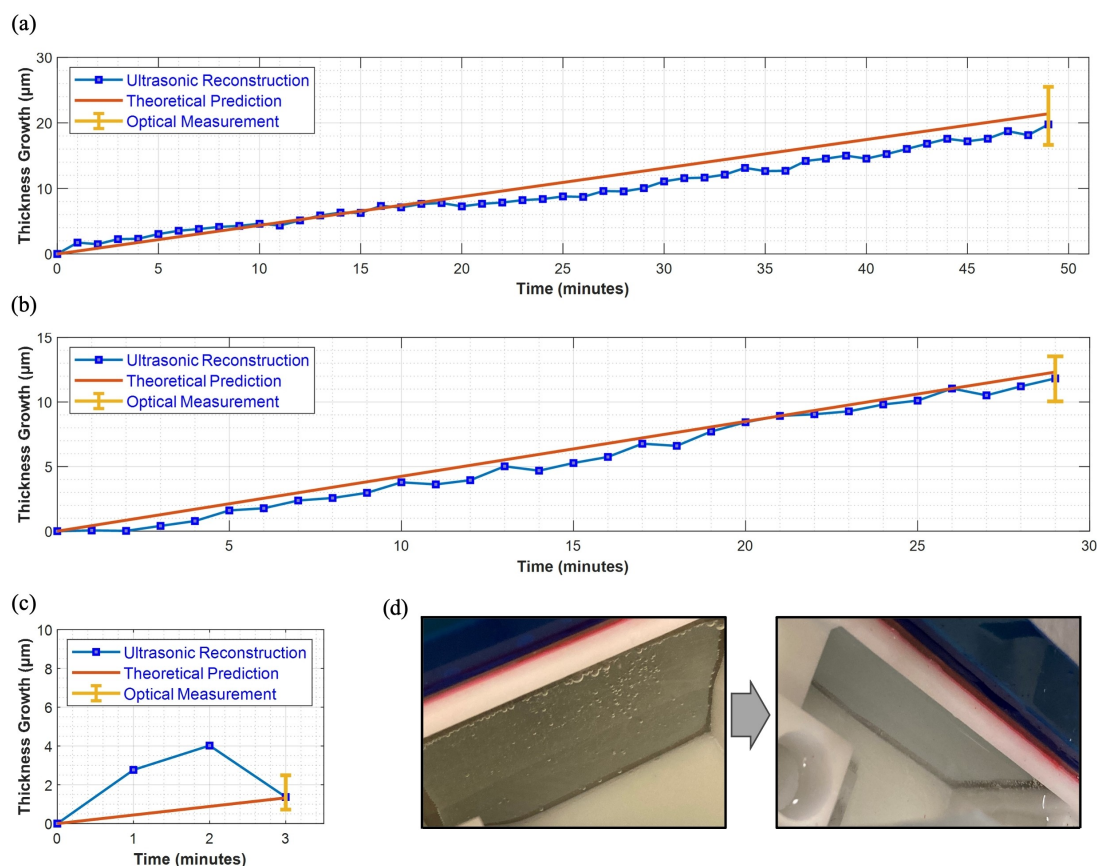 (a)
30
20
10
0
Thickness Growth (µm)
Ultrasonic Reconstruction
Theoretical Prediction
Optical Measurement
0 5 10 15 20 25 30 35 40 45 50
Time (minutes)
(b)
15
10
5
0
Thickness Growth (µm)
Ultrasonic Reconstruction
Theoretical Prediction
Optical Measurement
5 10 15 20 25 30
Time (minutes)
(c)
10
8
6
4
2
0
Thickness Growth (µm)
Ultrasonic Reconstruction
Theoretical Prediction
Optical Measurement
0 1 2 3
Time (minutes)
(d)